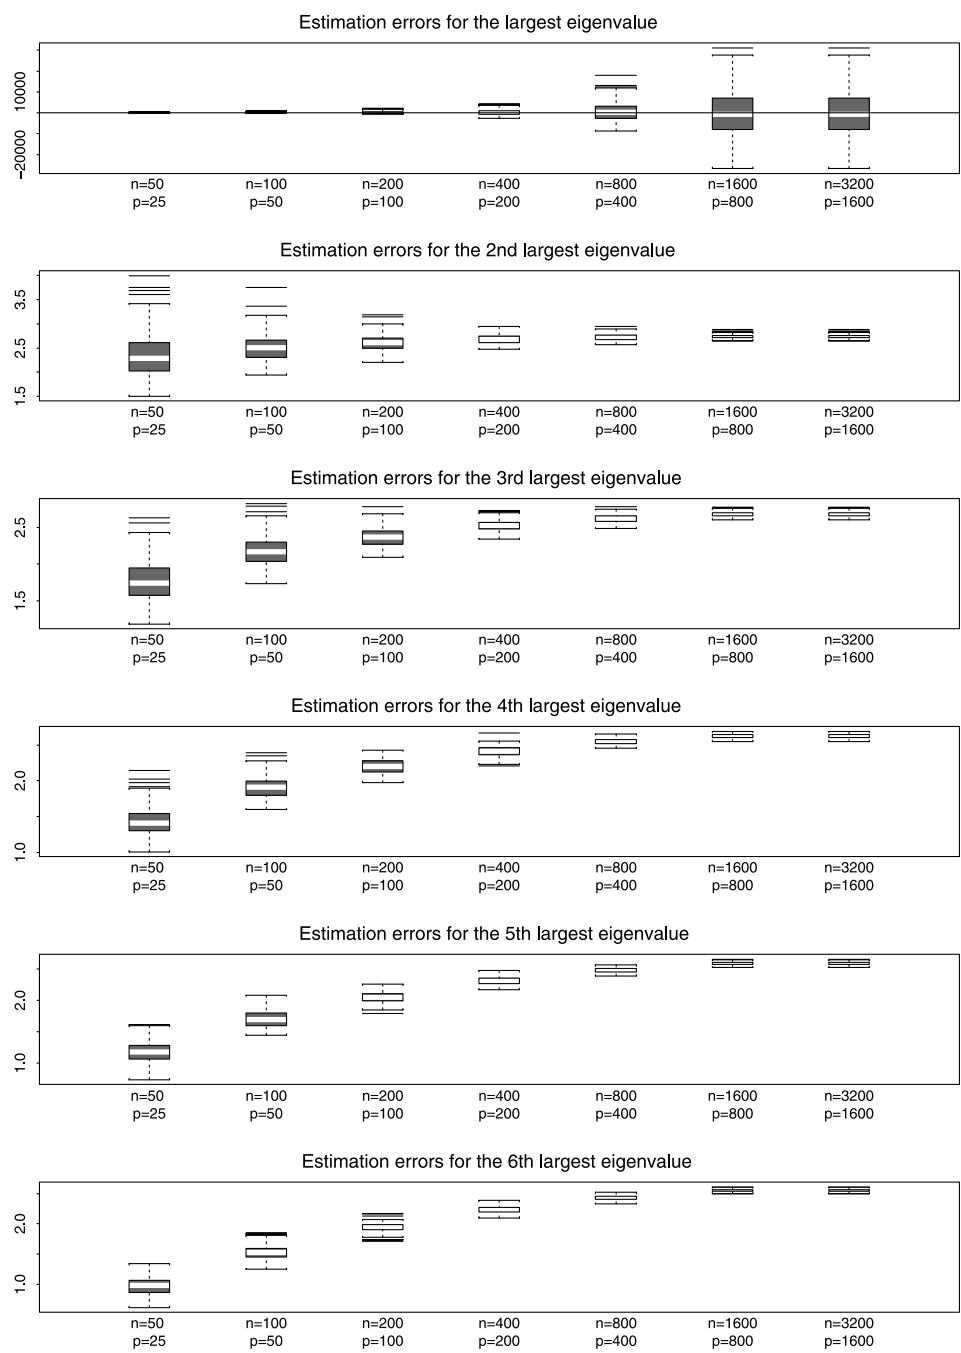 Estimation errors for the largest eigenvalue
10000
−20000
n=50 n=100 n=200 n=400 n=800 n=1600 n=3200
p=25 p=50 p=100 p=200 p=400 p=800 p=1600
Estimation errors for the 2nd largest eigenvalue
3.5
2.5
1.5
n=50 n=100 n=200 n=400 n=800 n=1600 n=3200
p=25 p=50 p=100 p=200 p=400 p=800 p=1600
Estimation errors for the 3rd largest eigenvalue
2.5
1.5
n=50 n=100 n=200 n=400 n=800 n=1600 n=3200
p=25 p=50 p=100 p=200 p=400 p=800 p=1600
Estimation errors for the 4th largest eigenvalue
2.0
1.0
n=50 n=100 n=200 n=400 n=800 n=1600 n=3200
p=25 p=50 p=100 p=200 p=400 p=800 p=1600
Estimation errors for the 5th largest eigenvalue
2.0
1.0
n=50 n=100 n=200 n=400 n=800 n=1600 n=3200
p=25 p=50 p=100 p=200 p=400 p=800 p=1600
Estimation errors for the 6th largest eigenvalue
2.0
1.0
n=50 n=100 n=200 n=400 n=800 n=1600 n=3200
p=25 p=50 p=100 p=200 p=400 p=800 p=1600